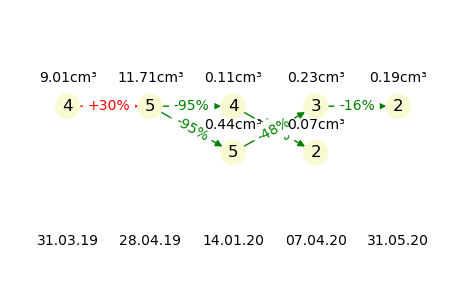 9.01cm³ 11.71cm³ 0.11cm³ 0.23cm³ 0.19cm³
4 +30% 5 -95% 4 3 -16% 2
0.44cm³ 0.07cm³
-95% -48%
5 2
31.03.19 28.04.19 14.01.20 07.04.20 31.05.20